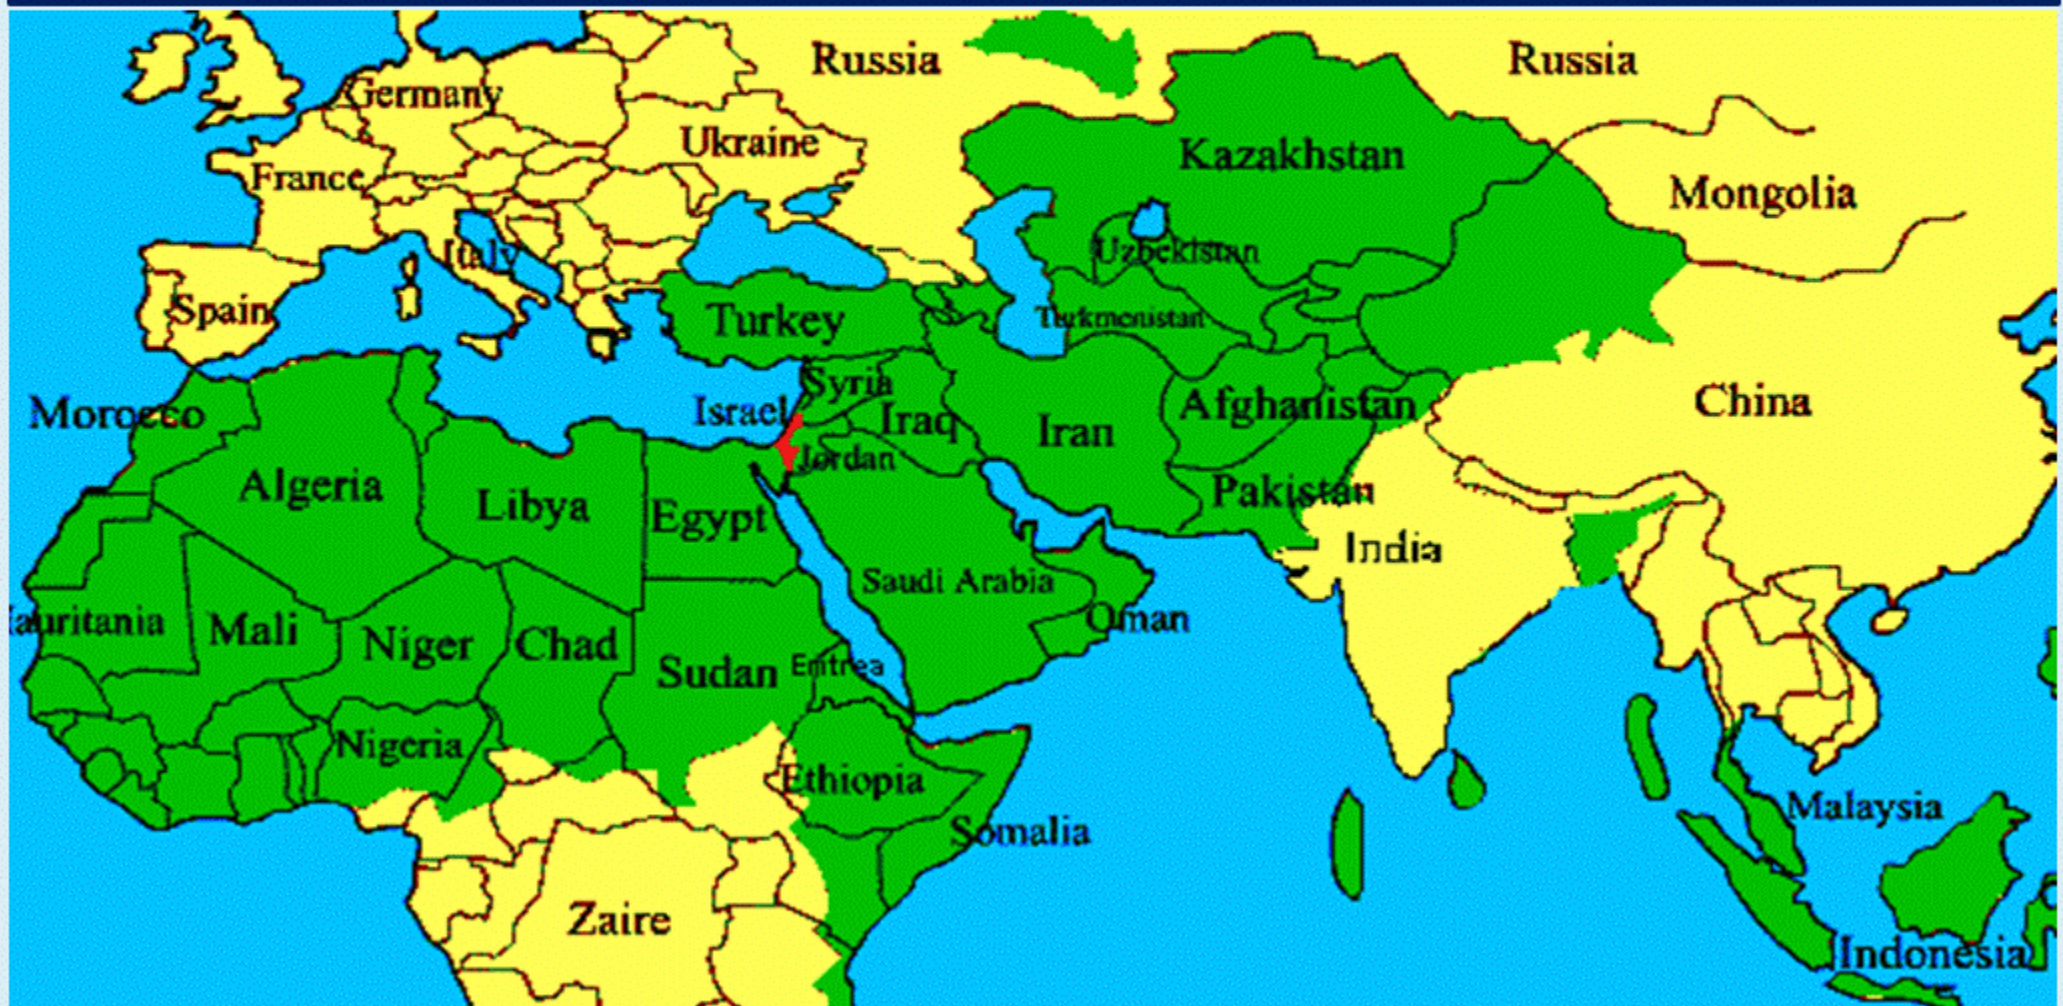 Russia
Russia
Germany
Ukraine
Kazakhstan
France
Mongolia
Italy
Uzbekistan
Spain
Turkey
Turkmenistan
Syria
Morocco
Israel
Iraq
Iran
Afghanistan
China
Jordan
Algeria
Libya
Egypt
Pakistan
India
Saudi Arabia
Oman
auritania
Mali
Niger
Chad
Sudan
Eritrea
Nigeria
Ethiopia
Somalia
Malaysia
Zaire
Indonesia